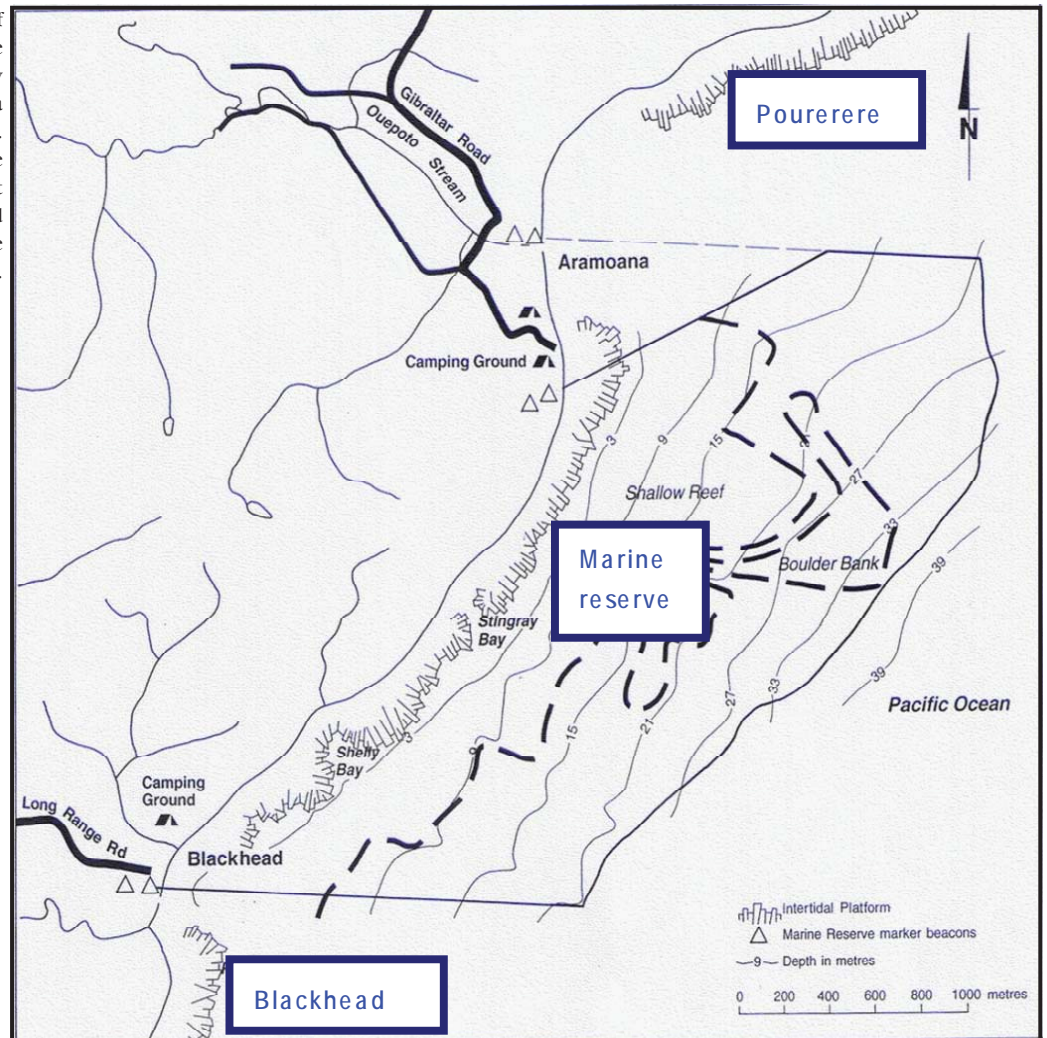 Pourerere
N
Gibraltar Road
Ouepoto Stream
Aramoana
Camping Ground
3
9
15
27
Shallow Reef
Marine
reserve
Boulder Bank
33
39
Stingray
Bay
39
33
27
21
15
Pacific Ocean
3
Shelly
Bay
9
Camping
Ground
Long Range Rd
Blackhead
Intertidal Platform
Marine Reserve marker beacons
9 Depth in metres
Blackhead
0 200 400 600 800 1000 metres